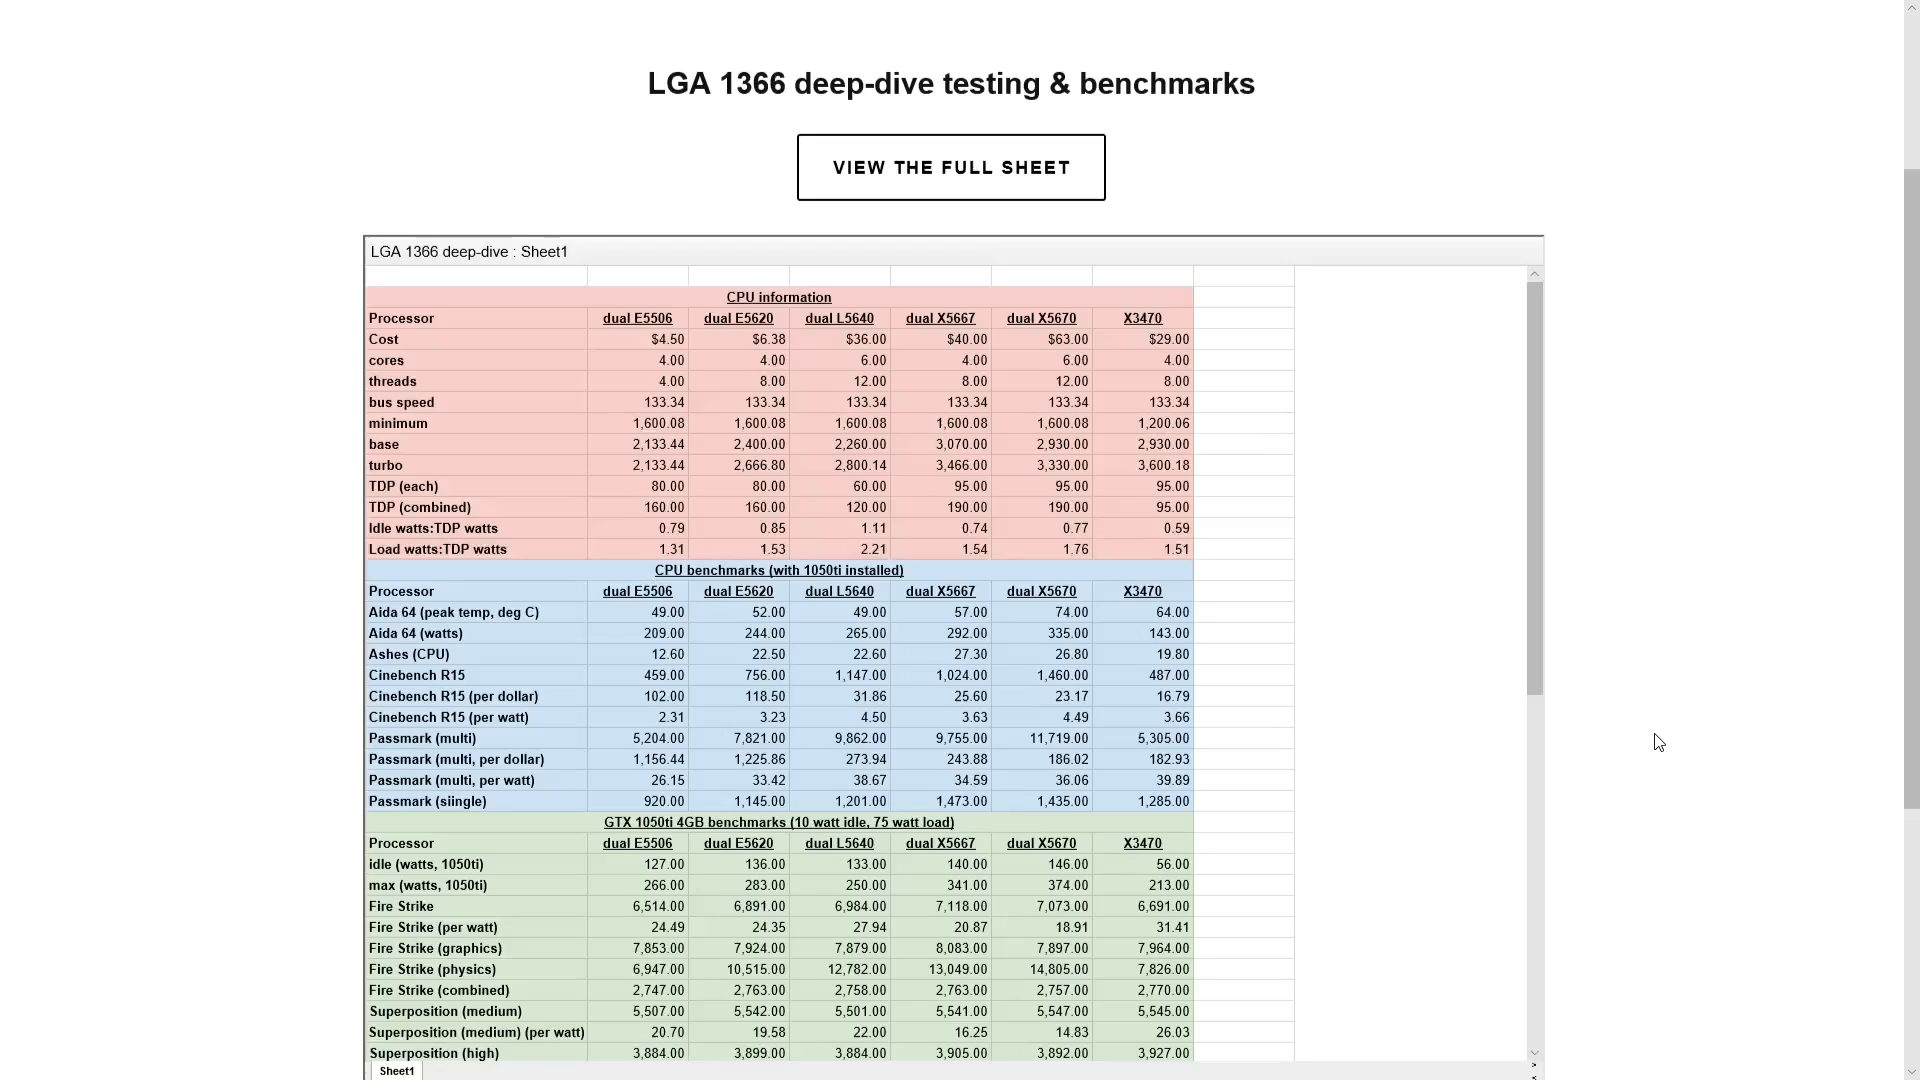 LGA 1366 deep-dive testing & benchmarks
VIEW THE FULL SHEET
LGA 1366 deep-dive : Sheet1
CPU information
Processor dual E5506 dual E5620 dual L5640 dual X5667 dual X5670 X3470
Cost $4.50 $6.38 $36.00 $40.00 $63.00 $29.00
cores 4.00 4.00 6.00 4.00 6.00 4.00
threads 4.00 8.00 12.00 8.00 12.00 8.00
bus speed 133.34 133.34 133.34 133.34 133.34 133.34
minimum 1,600.08 1,600.08 1,600.08 1,600.08 1,600.08 1,200.06
base 2,133.44 2,400.00 2,260.00 3,070.00 2,930.00 2,930.00
turbo 2,133.44 2,666.80 2,800.14 3,466.00 3,330.00 3,600.18
TDP (each) 80.00 80.00 60.00 95.00 95.00 95.00
TDP (combined) 160.00 160.00 120.00 190.00 190.00 95.00
Idle watts:TDP watts 0.79 0.85 1.11 0.74 0.77 0.59
Load watts:TDP watts 1.31 1.53 2.21 1.54 1.76 1.51
CPU benchmarks (with 1050ti installed)
Processor dual E5506 dual E5620 dual L5640 dual X5667 dual X5670 X3470
Aida 64 (peak temp, deg C) 49.00 52.00 49.00 57.00 74.00 64.00
Aida 64 (watts) 209.00 244.00 265.00 292.00 335.00 143.00
Ashes (CPU) 12.60 22.50 22.60 27.30 26.80 19.80
Cinebench R15 459.00 756.00 1,147.00 1,024.00 1,460.00 487.00
Cinebench R15 (per dollar) 102.00 118.50 31.86 25.60 23.17 16.79
Cinebench R15 (per watt) 2.31 3.23 4.50 3.63 4.49 3.66
Passmark (multi) 5,204.00 7,821.00 9,862.00 9,755.00 11,719.00 5,305.00
Passmark (multi, per dollar) 1,156.44 1,225.86 273.94 243.88 186.02 182.93
Passmark (multi, per watt) 26.15 33.42 38.67 34.59 36.06 39.89
Passmark (siingle) 920.00 1,145.00 1,201.00 1,473.00 1,435.00 1,285.00
GTX 1050ti 4GB benchmarks (10 watt idle, 75 watt load)
Processor dual E5506 dual E5620 dual L5640 dual X5667 dual X5670 X3470
idle (watts, 1050ti) 127.00 136.00 133.00 140.00 146.00 56.00
max (watts, 1050ti) 266.00 283.00 250.00 341.00 374.00 213.00
Fire Strike 6,514.00 6,891.00 6,984.00 7,118.00 7,073.00 6,691.00
Fire Strike (per watt) 24.49 24.35 27.94 20.87 18.91 31.41
Fire Strike (graphics) 7,853.00 7,924.00 7,879.00 8,083.00 7,897.00 7,964.00
Fire Strike (physics) 6,947.00 10,515.00 12,782.00 13,049.00 14,805.00 7,826.00
Fire Strike (combined) 2,747.00 2,763.00 2,758.00 2,763.00 2,757.00 2,770.00
Superposition (medium) 5,507.00 5,542.00 5,501.00 5,541.00 5,547.00 5,545.00
Superposition (medium) (per watt) 20.70 19.58 22.00 16.25 14.83 26.03
Superposition (high) 3,884.00 3,899.00 3,884.00 3,905.00 3,892.00 3,927.00
Sheet1